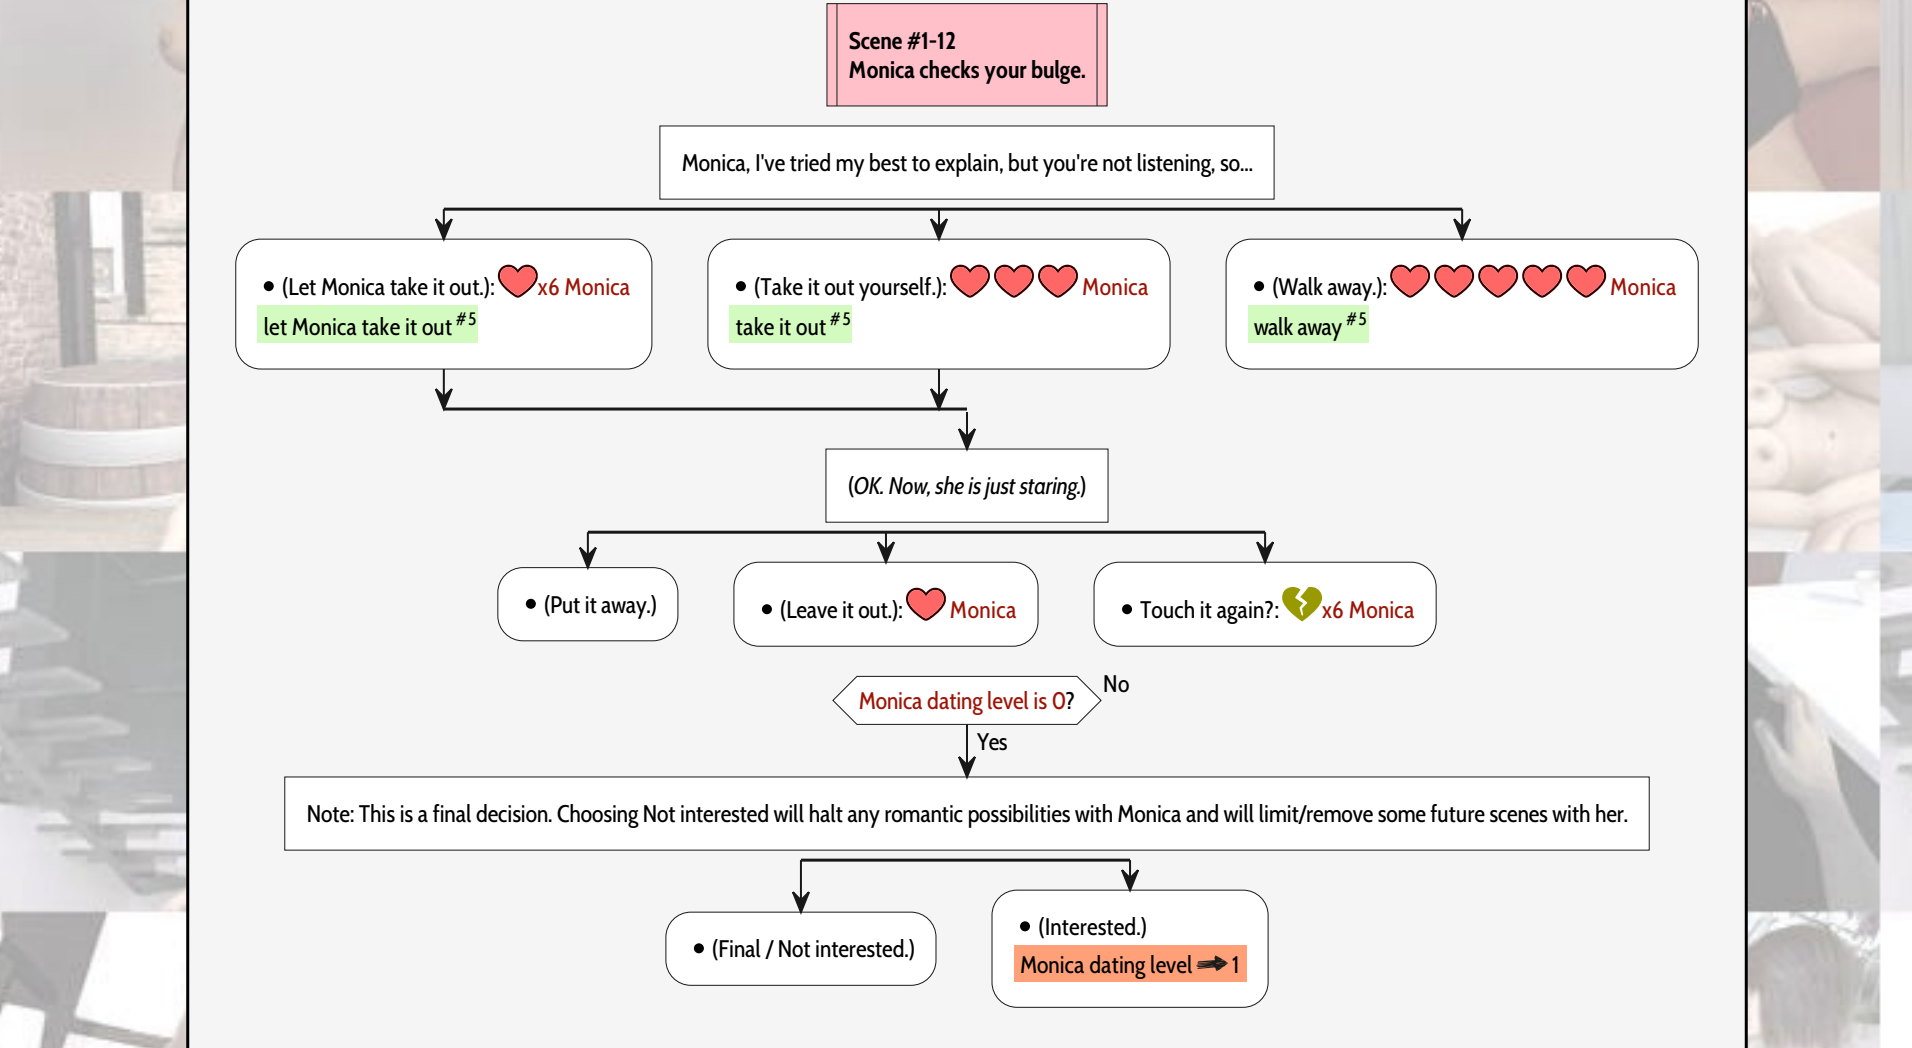 Scene #1-12
Monica checks your bulge.
Monica, I've tried my best to explain, but you're not listening, so...
• (Let Monica take it out.): x6 Monica
let Monica take it out #5
• (Take it out yourself.): Monica
take it out #5
• (Walk away.): Monica
walk away #5
(OK. Now, she is just staring.)
• (Put it away.)
• (Leave it out.): Monica
• Touch it again?: x6 Monica
Monica dating level is 0?
No
Yes
Note: This is a final decision. Choosing Not interested will halt any romantic possibilities with Monica and will limit/remove some future scenes with her.
• (Final / Not interested.)
• (Interested.)
Monica dating level → 1